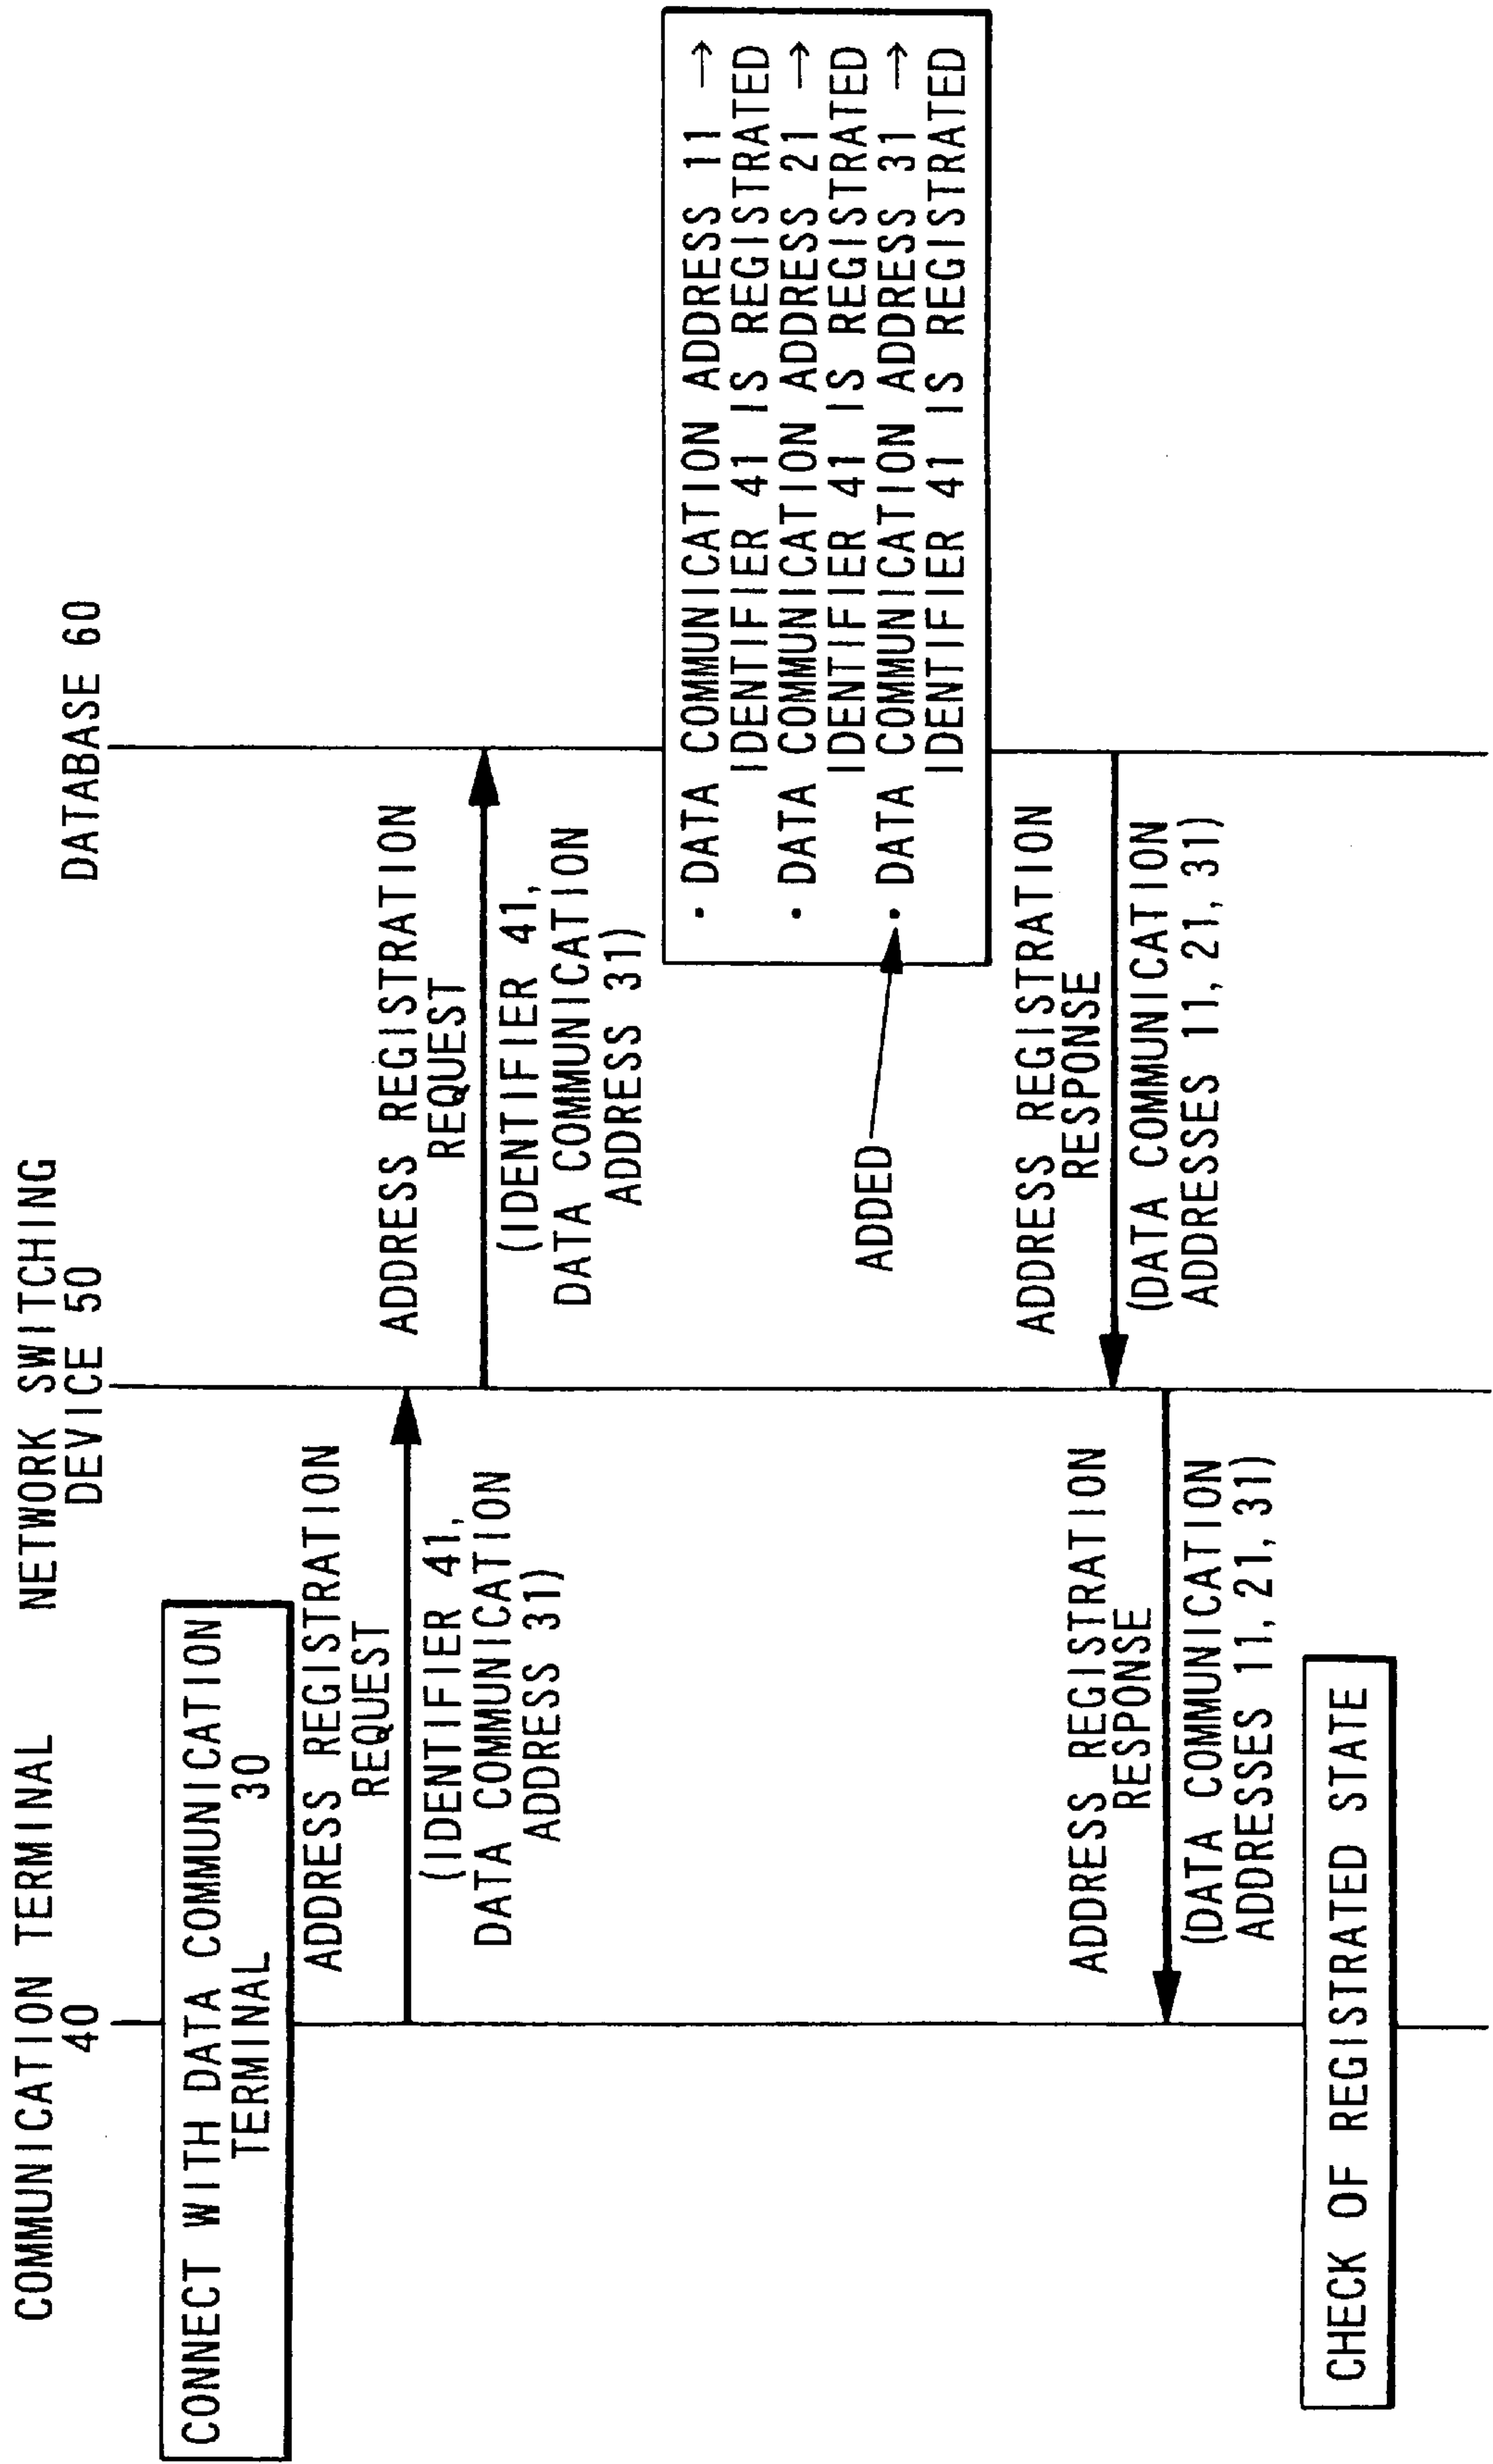 COMMUNICATION TERMINAL
40
NETWORK SWITCHING
DEVICE 50
DATABASE 60
CONNECT WITH DATA COMMUNICATION
TERMINAL 30
ADDRESS REGISTRATION
REQUEST
(IDENTIFIER 41,
DATA COMMUNICATION
ADDRESS 31)
ADDRESS REGISTRATION
REQUEST
(IDENTIFIER 41,
DATA COMMUNICATION
ADDRESS 31)
• DATA COMMUNICATION ADDRESS 11 →
IDENTIFIER 41 IS REGISTRATED
• DATA COMMUNICATION ADDRESS 21 →
IDENTIFIER 41 IS REGISTRATED
• DATA COMMUNICATION ADDRESS 31 →
IDENTIFIER 41 IS REGISTRATED
ADDED
ADDRESS REGISTRATION
RESPONSE
(DATA COMMUNICATION
ADDRESSES 11, 21, 31)
ADDRESS REGISTRATION
RESPONSE
(DATA COMMUNICATION
ADDRESSES 11, 21, 31)
CHECK OF REGISTRATED STATE